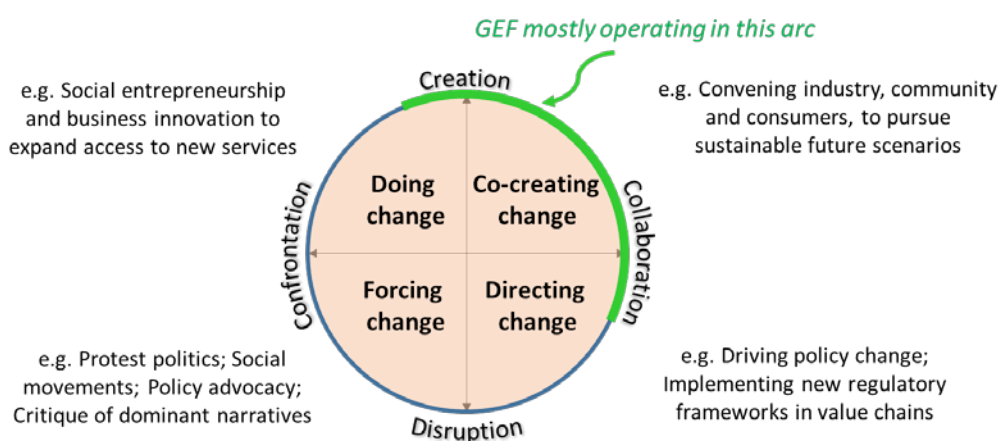 GEF mostly operating in this arc
Creation
e.g. Social entrepreneurship
and business innovation to
expand access to new services
e.g. Convening industry, community
and consumers, to pursue
sustainable future scenarios
Doing
change
Co-creating
change
Confrontation
Collaboration
Forcing
change
Directing
change
e.g. Protest politics; Social
movements; Policy advocacy;
Critique of dominant narratives
e.g. Driving policy change;
Implementing new regulatory
frameworks in value chains
Disruption